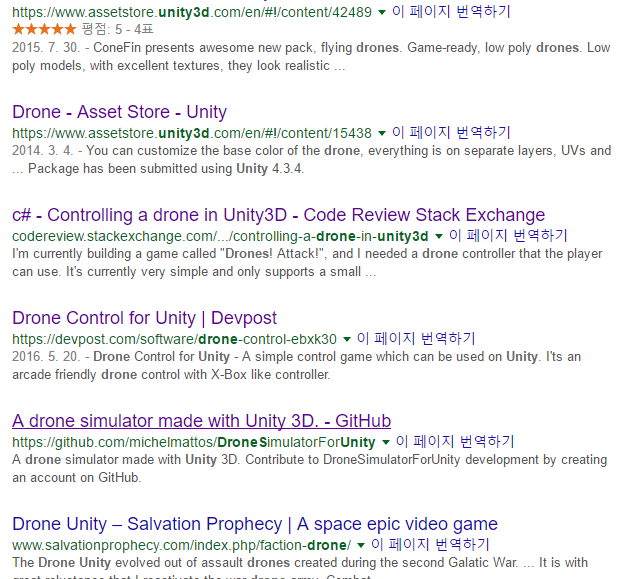 https://www.assetstore.unity3d.com/en/#!/content/42489 이 페이지 번역하기
★★★★★ 평점: 5 - 4표
2015. 7. 30. - ConeFin presents awesome new pack, flying drones. Game-ready, low poly drones. Low
poly models, with excellent textures, they look realistic ...
Drone - Asset Store - Unity
https://www.assetstore.unity3d.com/en/#!/content/15438 이 페이지 번역하기
2014. 3. 4. - You can customize the base color of the drone, everything is on separate layers, UVs and
... Package has been submitted using Unity 4.3.4.
c# - Controlling a drone in Unity3D - Code Review Stack Exchange
codereview.stackexchange.com/.../controlling-a-drone-in-unity3d 이 페이지 번역하기
I'm currently building a game called "Drones! Attack!", and I needed a drone controller that the player
can use. It's currently very simple and only supports a small ...
Drone Control for Unity | Devpost
https://devpost.com/software/drone-control-ebxk30 이 페이지 번역하기
2016. 5. 20. - Drone Control for Unity - A simple control game which can be used on Unity. I'ts an
arcade friendly drone control with X-Box like controller.
A drone simulator made with Unity 3D. - GitHub
https://github.com/michelmattos/DroneSimulatorForUnity 이 페이지 번역하기
A drone simulator made with Unity 3D. Contribute to DroneSimulatorForUnity development by creating
an account on GitHub.
Drone Unity – Salvation Prophecy | A space epic video game
www.salvationprophecy.com/index.php/faction-drone/ 이 페이지 번역하기
The Drone Unity evolved out of assault drones created during the second Galatic War. ... It is with
great reluctance that I reactivate the war drone army. Combat